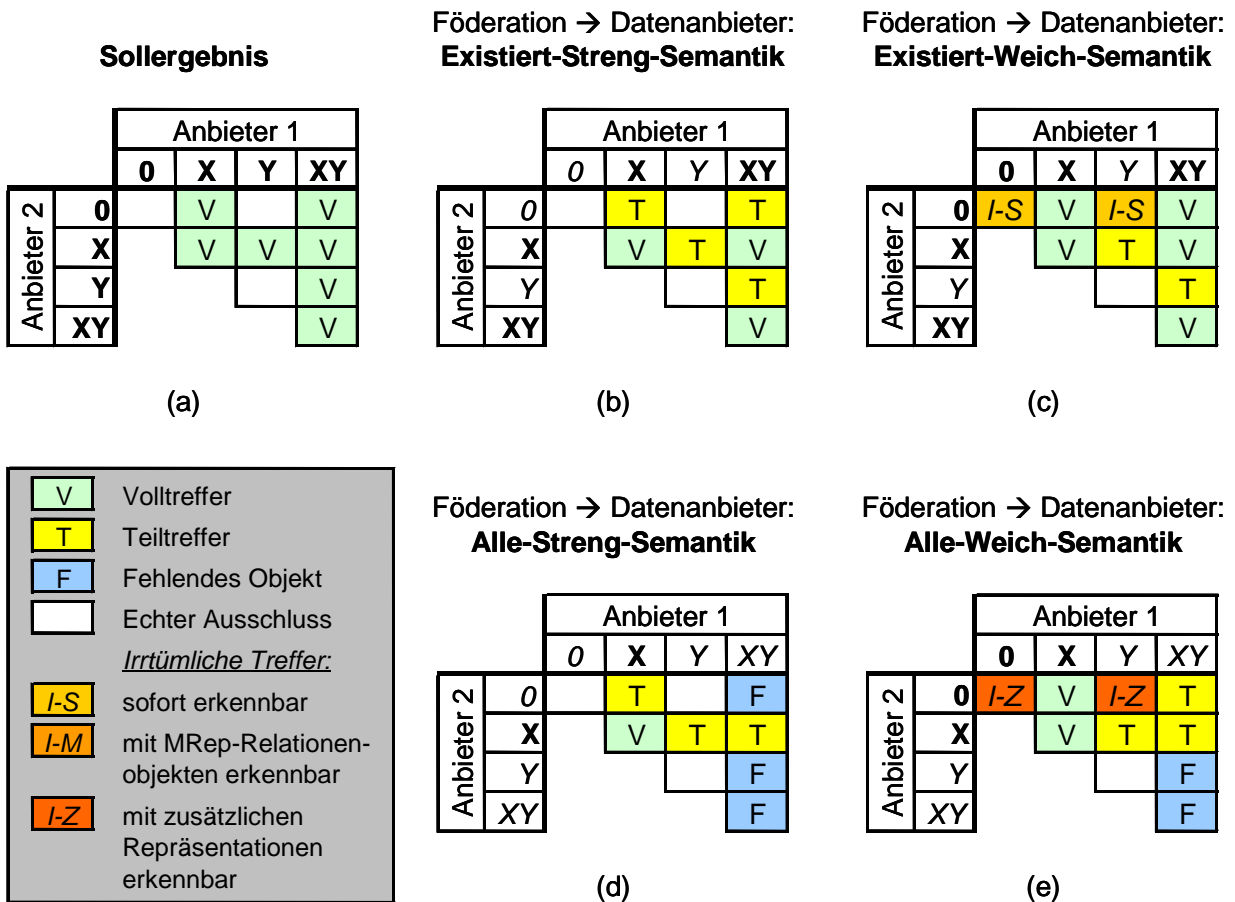 Sollergebnis
Anbieter 1
0 X Y XY
Anbieter 2
0 V V
X V V V
Y V
XY V
(a)
Föderation → Datenanbieter:
Existiert-Streng-Semantik
Anbieter 1
0 X Y XY
Anbieter 2
0 T T
X V T V
Y T
XY V
(b)
Föderation → Datenanbieter:
Existiert-Weich-Semantik
Anbieter 1
0 X Y XY
Anbieter 2
0 I-S V I-S V
X V T V
Y T
XY V
(c)
V Volltreffer
T Teiltreffer
F Fehlendes Objekt
Echter Ausschluss
Irrtümliche Treffer:
I-S sofort erkennbar
I-M mit MRep-Relationen-
objekten erkennbar
I-Z mit zusätzlichen
Repräsentationen
erkennbar
Föderation → Datenanbieter:
Alle-Streng-Semantik
Anbieter 1
0 X Y XY
Anbieter 2
0 T F
X V T T
Y F
XY F
(d)
Föderation → Datenanbieter:
Alle-Weich-Semantik
Anbieter 1
0 X Y XY
Anbieter 2
0 I-Z V I-Z T
X V T T
Y F
XY F
(e)